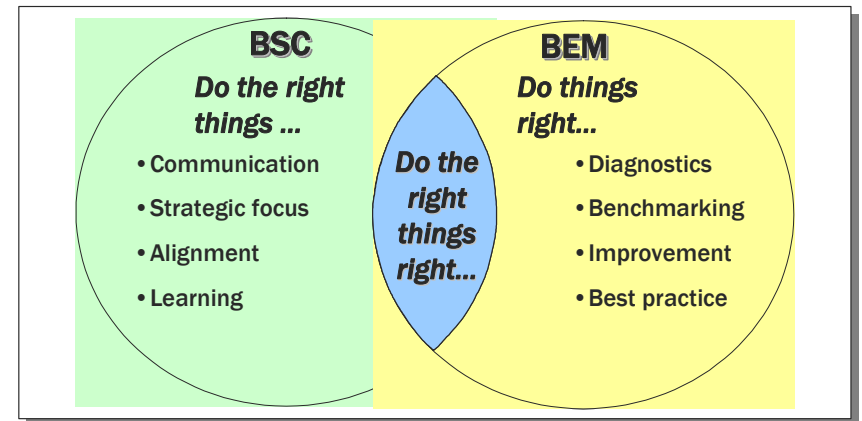 BSC
Do the right
things ...
•Communication
•Strategic focus
•Alignment
•Learning
Do the
right
things
right...
BEM
Do things
right...
•Diagnostics
•Benchmarking
•Improvement
•Best practice